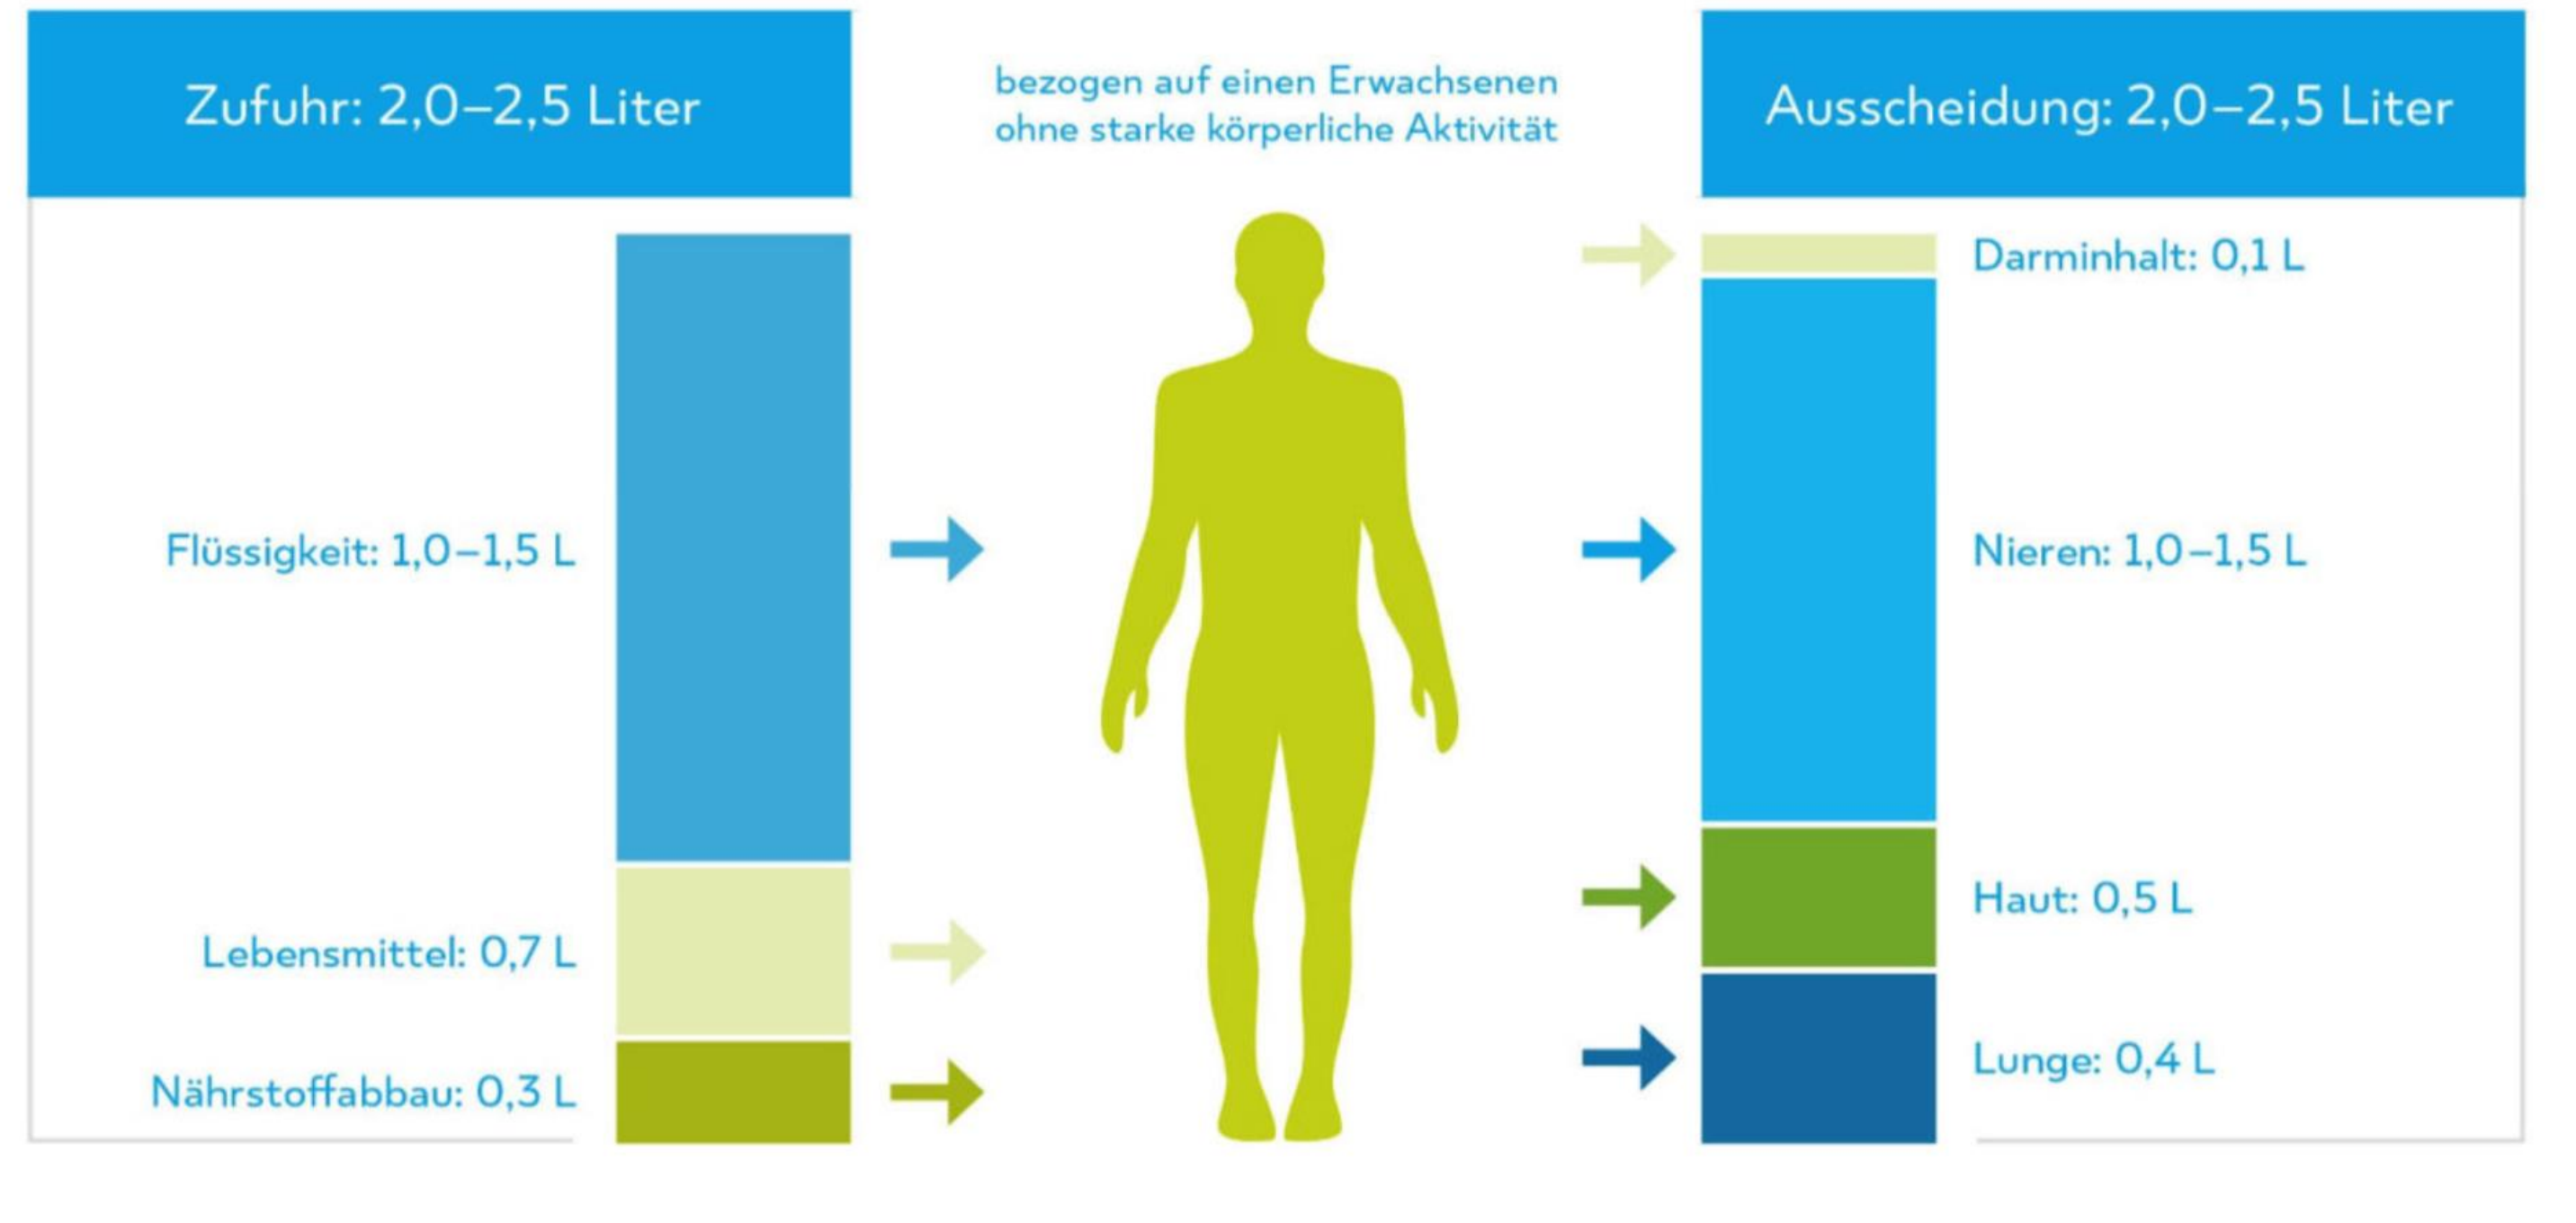 Zufuhr: 2,0–2,5 Liter
bezogen auf einen Erwachsenen
ohne starke körperliche Aktivität
Ausscheidung: 2,0–2,5 Liter
Flüssigkeit: 1,0–1,5 L
Lebensmittel: 0,7 L
Nährstoffabbau: 0,3 L
Darminhalt: 0,1 L
Nieren: 1,0–1,5 L
Haut: 0,5 L
Lunge: 0,4 L